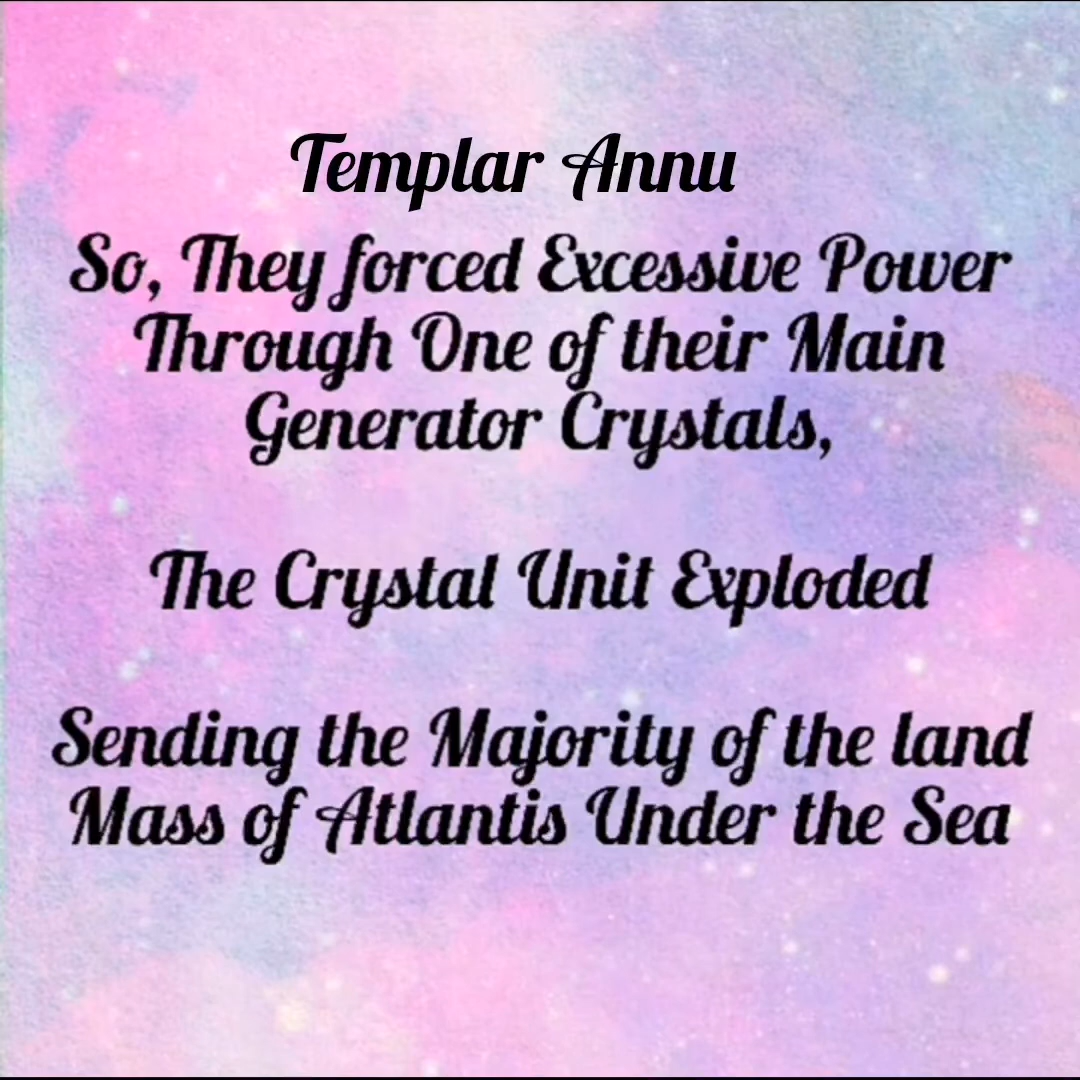 Templar Annu
So, They forced Excessive Power
Through One of their Main
Generator Crystals,
The Crystal Unit Exploded
Sending the Majority of the land
Mass of Atlantis Under the Sea